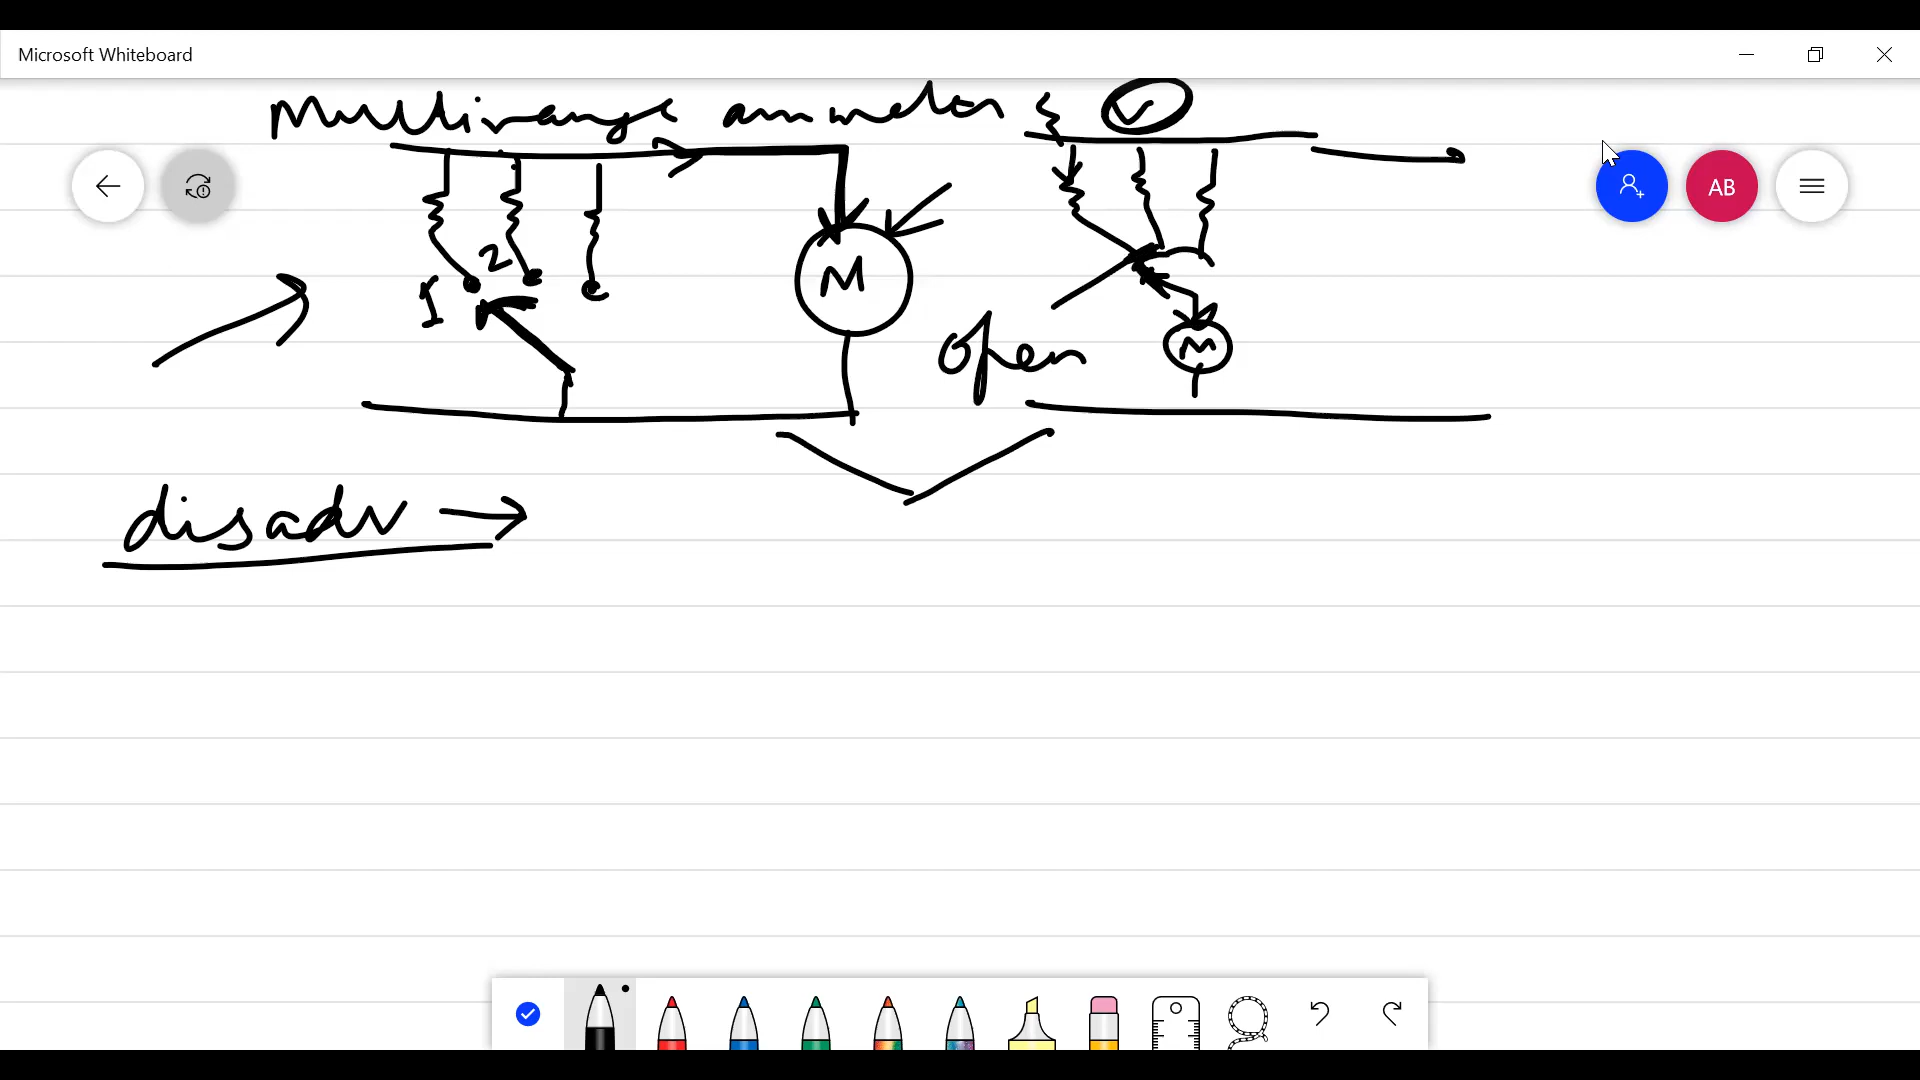 Microsoft Whiteboard
Multirange ammeter & V
AB
1 2
M
open
M
disadv →